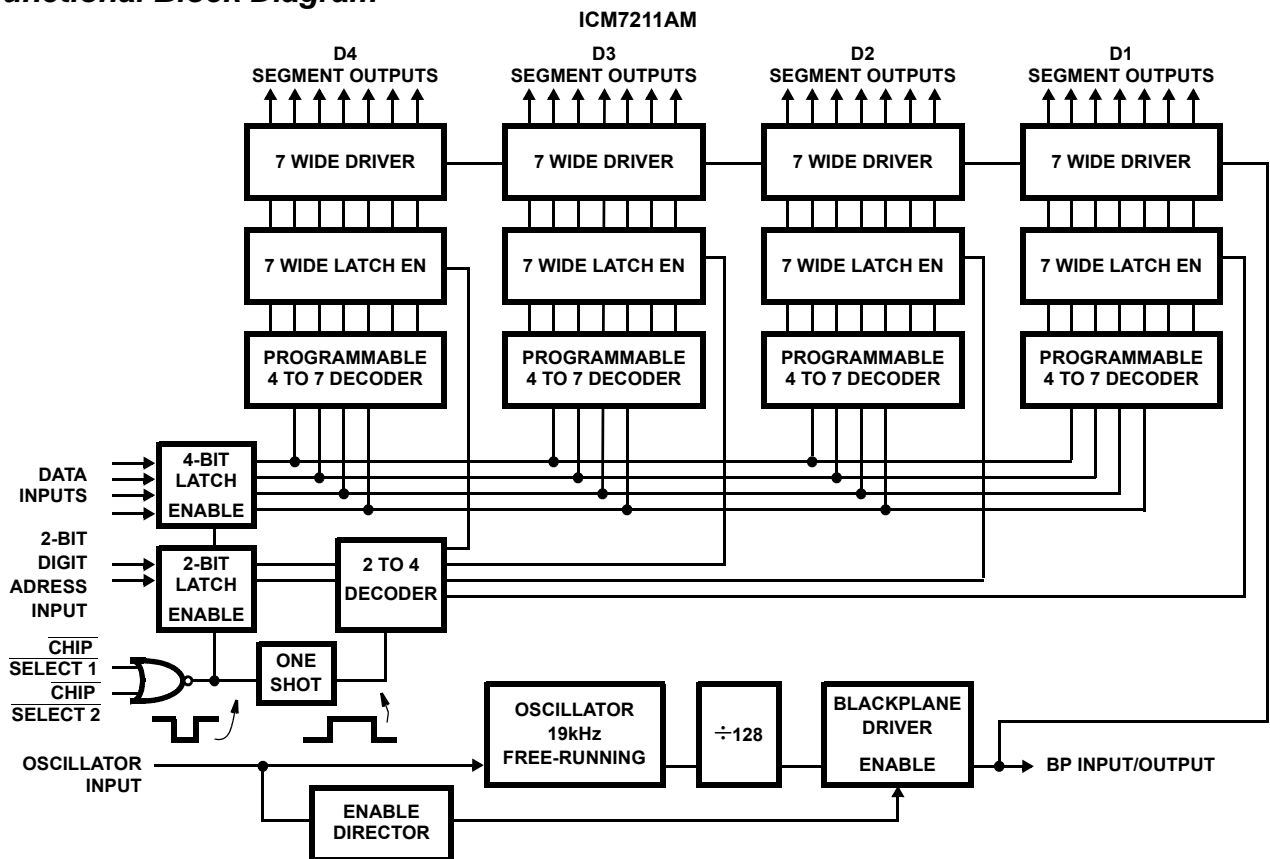 ICM7211AM
D4
SEGMENT OUTPUTS
D3
SEGMENT OUTPUTS
D2
SEGMENT OUTPUTS
D1
SEGMENT OUTPUTS
7 WIDE DRIVER
7 WIDE DRIVER
7 WIDE DRIVER
7 WIDE DRIVER
7 WIDE LATCH EN
7 WIDE LATCH EN
7 WIDE LATCH EN
7 WIDE LATCH EN
PROGRAMMABLE
4 TO 7 DECODER
PROGRAMMABLE
4 TO 7 DECODER
PROGRAMMABLE
4 TO 7 DECODER
PROGRAMMABLE
4 TO 7 DECODER
DATA
INPUTS
4-BIT
LATCH
ENABLE
2-BIT
DIGIT
ADRESS
INPUT
2-BIT
LATCH
ENABLE
2 TO 4
DECODER
CHIP
SELECT 1
CHIP
SELECT 2
ONE
SHOT
OSCILLATOR
19kHz
FREE-RUNNING
÷128
BLACKPLANE
DRIVER
ENABLE
OSCILLATOR
INPUT
BP INPUT/OUTPUT
ENABLE
DIRECTOR